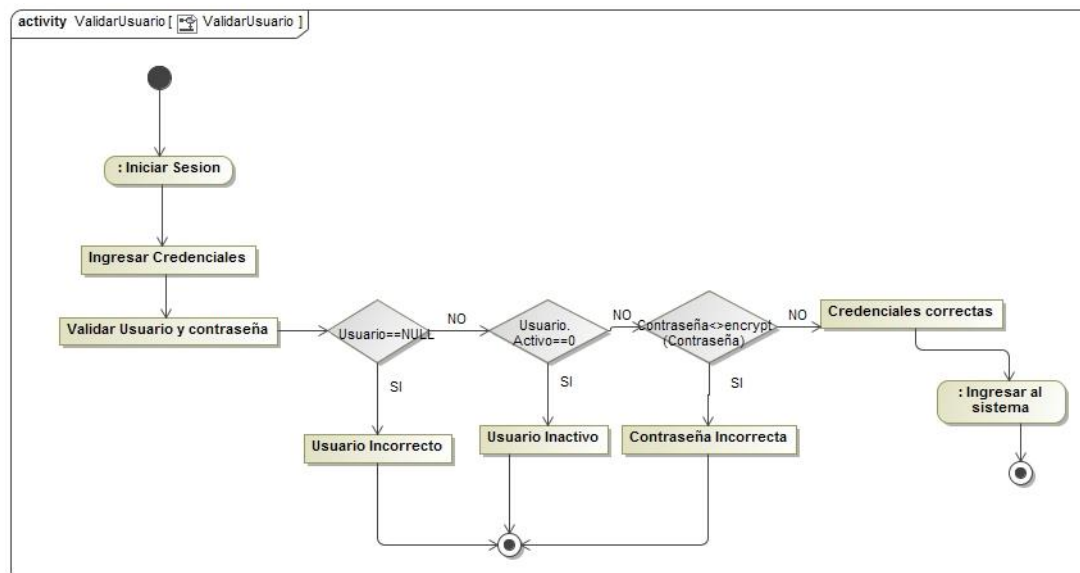 activity ValidarUsuario [ ValidarUsuario ]
: Iniciar Sesion
Ingresar Credenciales
Validar Usuario y contraseña
Usuario==NULL
NO
SI
Usuario Incorrecto
Usuario.
Activo==0
NO
SI
Usuario Inactivo
Contraseña<>encrypt
(Contraseña)
NO
SI
Contraseña Incorrecta
Credenciales correctas
: Ingresar al
sistema